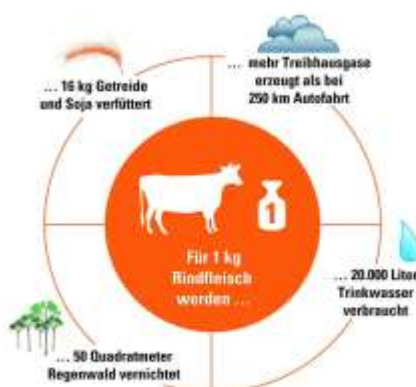 ... 16 kg Getreide
und Soja verfüttert
... mehr Treibhausgase
erzeugt als bei
250 km Autofahrt
1
Für 1 kg
Rindfleisch
werden ...
... 20.000 Liter
Trinkwasser
verbraucht
... 50 Quadratmeter
Regenwald vernichtet